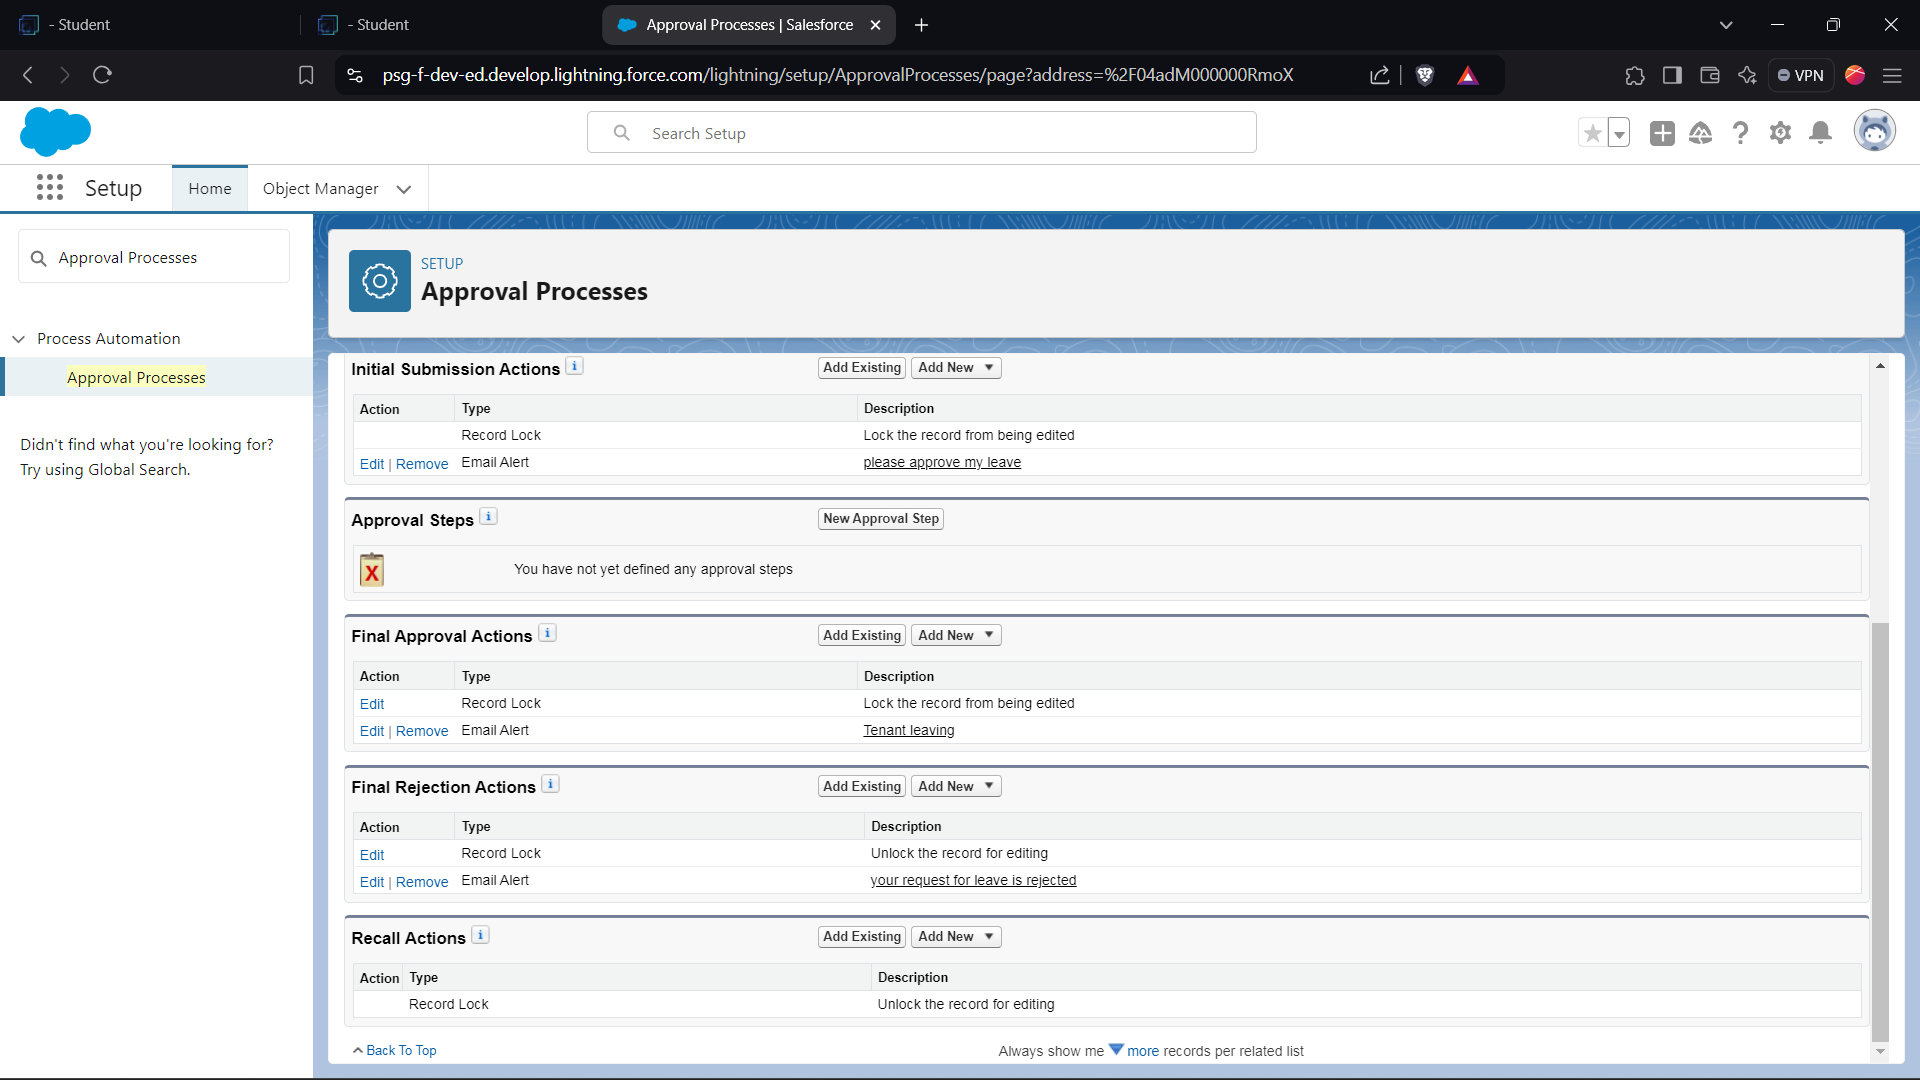 - Student
- Student
Approval Processes | Salesforce
psg-f-dev-ed.develop.lightning.force.com/lightning/setup/ApprovalProcesses/page?address=%2F04adM000000RmoX
VPN
Search Setup
Setup
Home
Object Manager
Approval Processes
Process Automation
Approval Processes
Didn't find what you're looking for?
Try using Global Search.
SETUP
Approval Processes
Initial Submission Actions i Add Existing Add New
Action Type Description
Record Lock Lock the record from being edited
Edit | Remove Email Alert please approve my leave
Approval Steps i New Approval Step
X You have not yet defined any approval steps
Final Approval Actions i Add Existing Add New
Action Type Description
Edit Record Lock Lock the record from being edited
Edit | Remove Email Alert Tenant leaving
Final Rejection Actions i Add Existing Add New
Action Type Description
Edit Record Lock Unlock the record for editing
Edit | Remove Email Alert your request for leave is rejected
Recall Actions i Add Existing Add New
Action Type Description
Record Lock Unlock the record for editing
Back To Top Always show me more records per related list